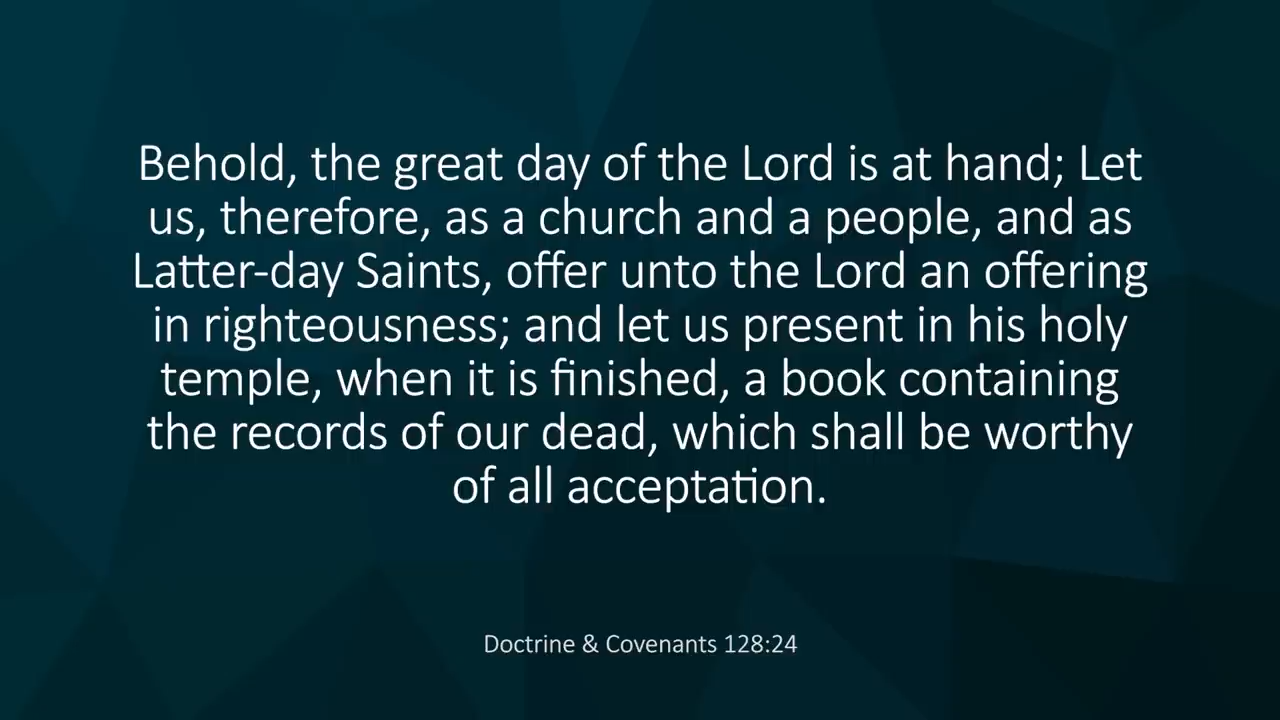 Behold, the great day of the Lord is at hand; Let
us, therefore, as a church and a people, and as
Latter-day Saints, offer unto the Lord an offering
in righteousness; and let us present in his holy
temple, when it is finished, a book containing
the records of our dead, which shall be worthy
of all acceptation.
Doctrine & Covenants 128:24